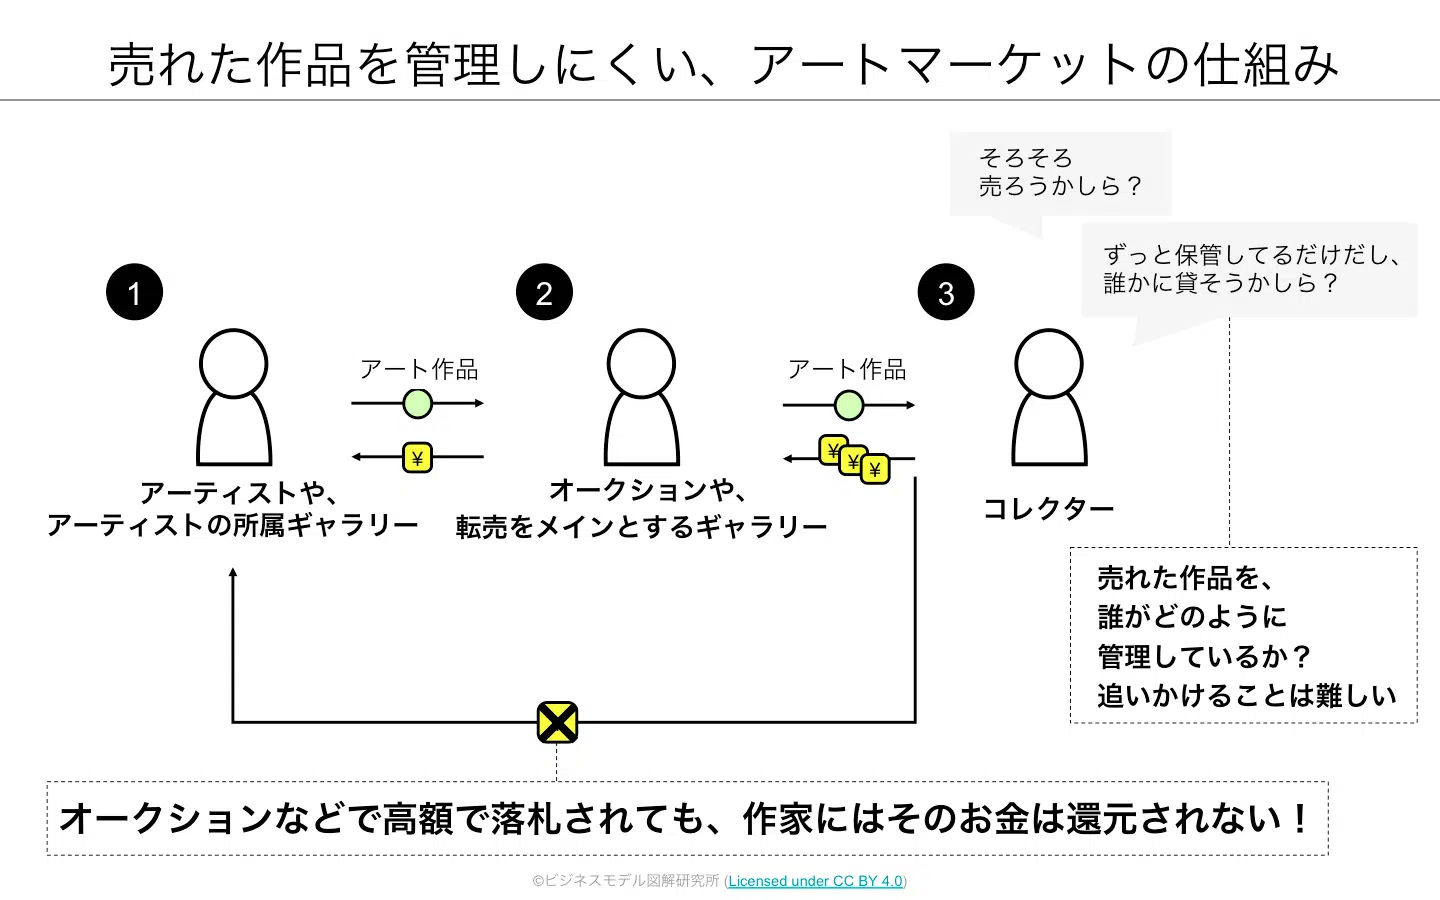 売れた作品を管理しにくい、アートマーケットの仕組み
そろそろ
売ろうかしら？
ずっと保管してるだけだし、
誰かに貸そうかしら？
1
2
3
アート作品
¥
アート作品
¥
¥
¥
アーティストや、
アーティストの所属ギャラリー
オークションや、
転売をメインとするギャラリー
コレクター
売れた作品を、
誰がどのように
管理しているか？
追いかけることは難しい
オークションなどで高額で落札されても、作家にはそのお金は還元されない！
©ビジネスモデル図解研究所 (Licensed under CC BY 4.0)